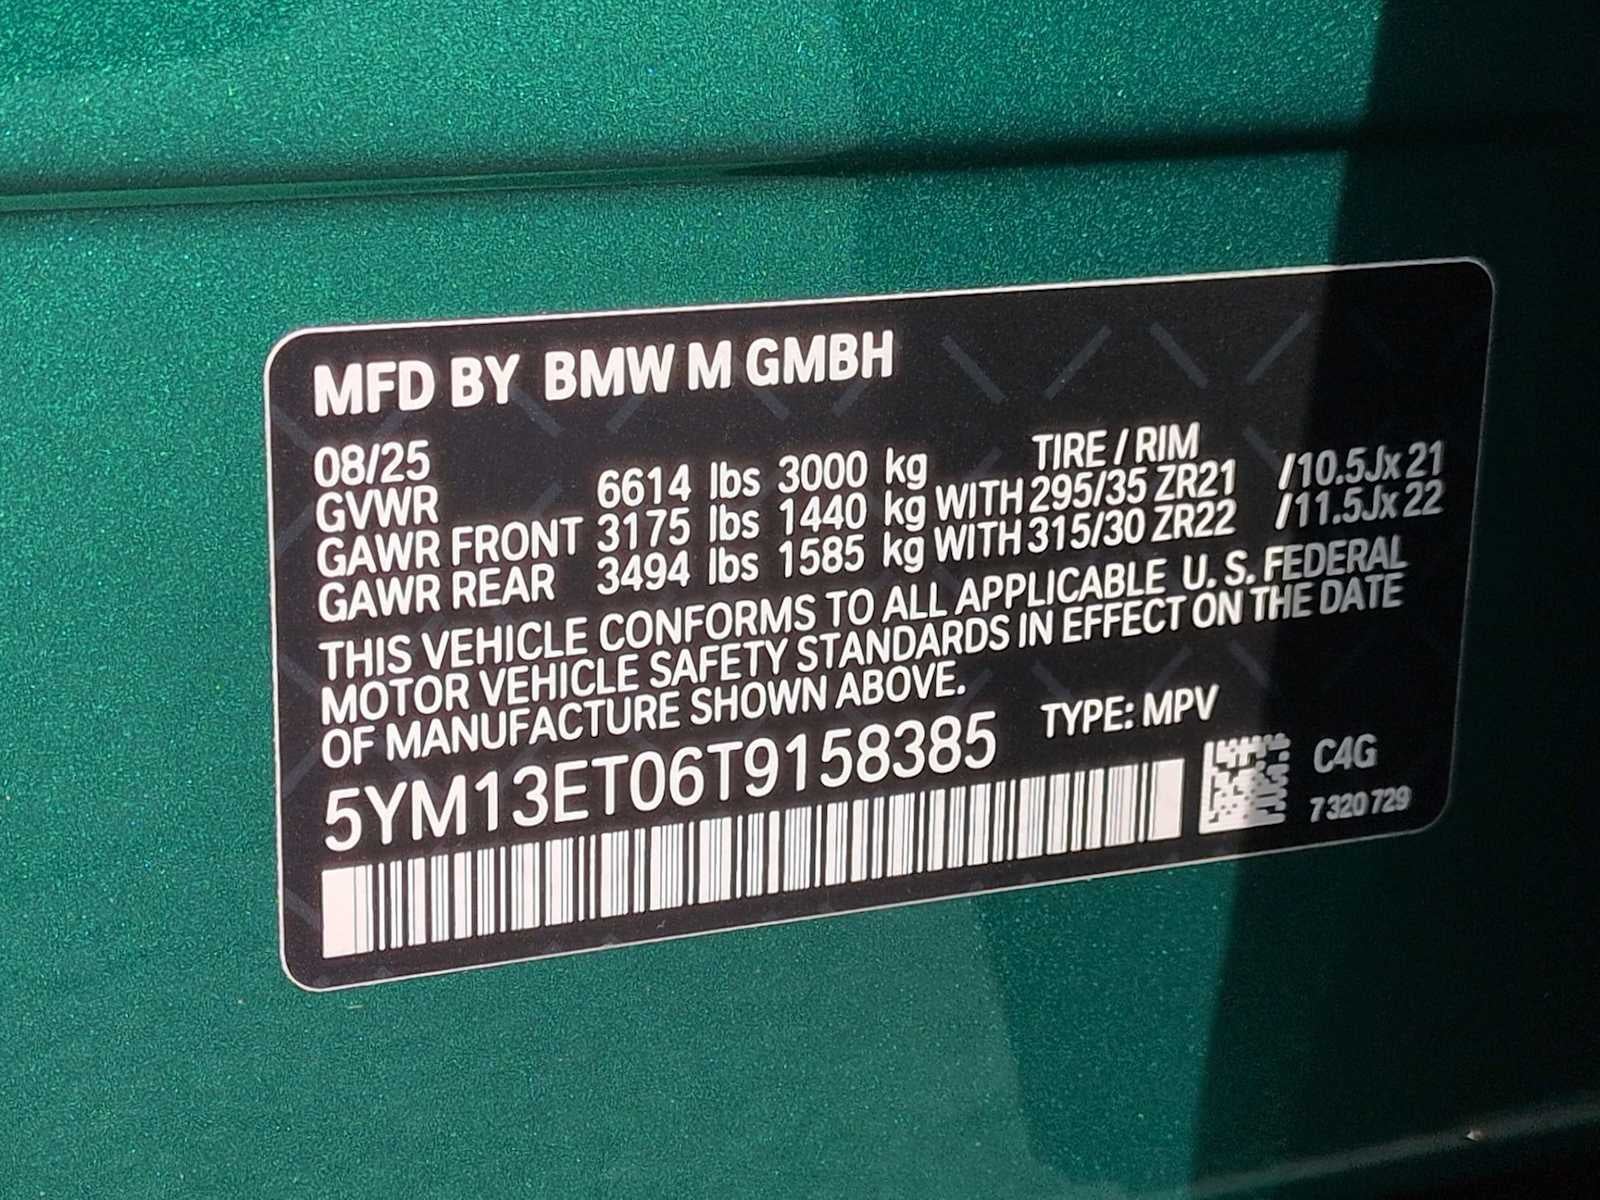 MFD BY BMW M GMBH
08/25 TIRE / RIM
GVWR 6614 lbs 3000 kg
GAWR FRONT 3175 lbs 1440 kg WITH 295/35 ZR21 /10.5Jx 21
GAWR REAR 3494 lbs 1585 kg WITH 315/30 ZR22 /11.5Jx 22
THIS VEHICLE CONFORMS TO ALL APPLICABLE U. S. FEDERAL
MOTOR VEHICLE SAFETY STANDARDS IN EFFECT ON THE DATE
OF MANUFACTURE SHOWN ABOVE.
5YM13ET06T9158385 TYPE: MPV
C4G
7 320 729